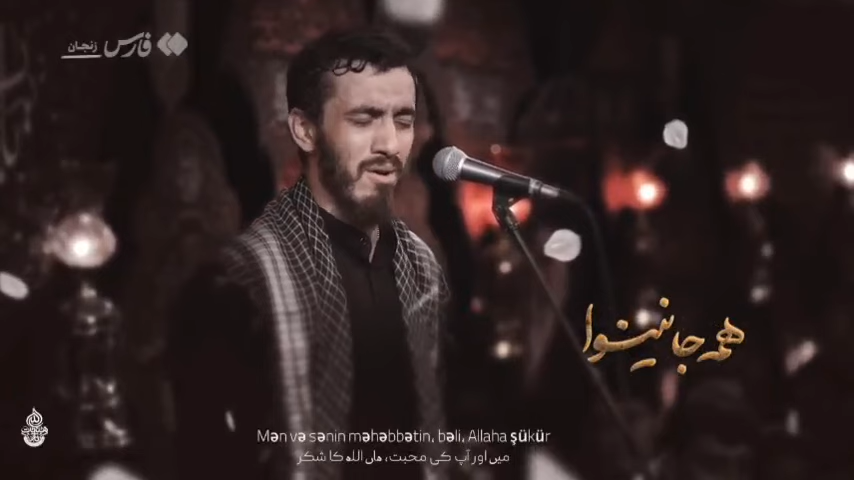 فارس زنجان
همه جا نینوا
Mən və sənin məhəbbətin, bəli, Allaha şükür
میں اور آپ کی محبت، ہاں اللہ کا شکر